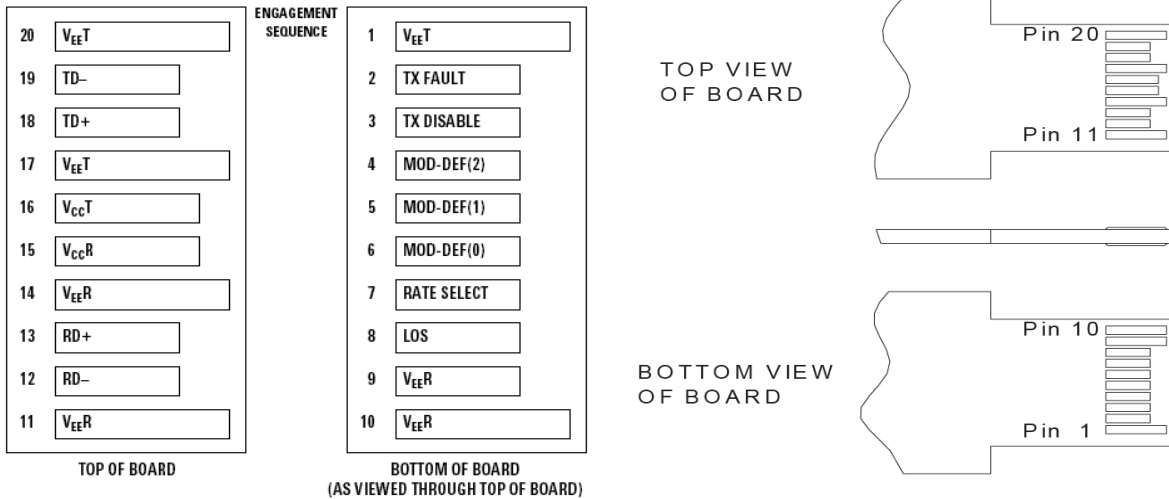 ENGAGEMENT
SEQUENCE
20 VEET
19 TD–
18 TD+
17 VEET
16 VCCT
15 VCCR
14 VEER
13 RD+
12 RD–
11 VEER
TOP OF BOARD
1 VEET
2 TX FAULT
3 TX DISABLE
4 MOD-DEF(2)
5 MOD-DEF(1)
6 MOD-DEF(0)
7 RATE SELECT
8 LOS
9 VEER
10 VEER
BOTTOM OF BOARD
(AS VIEWED THROUGH TOP OF BOARD)
TOP VIEW
OF BOARD
Pin 20
Pin 11
BOTTOM VIEW
OF BOARD
Pin 10
Pin 1